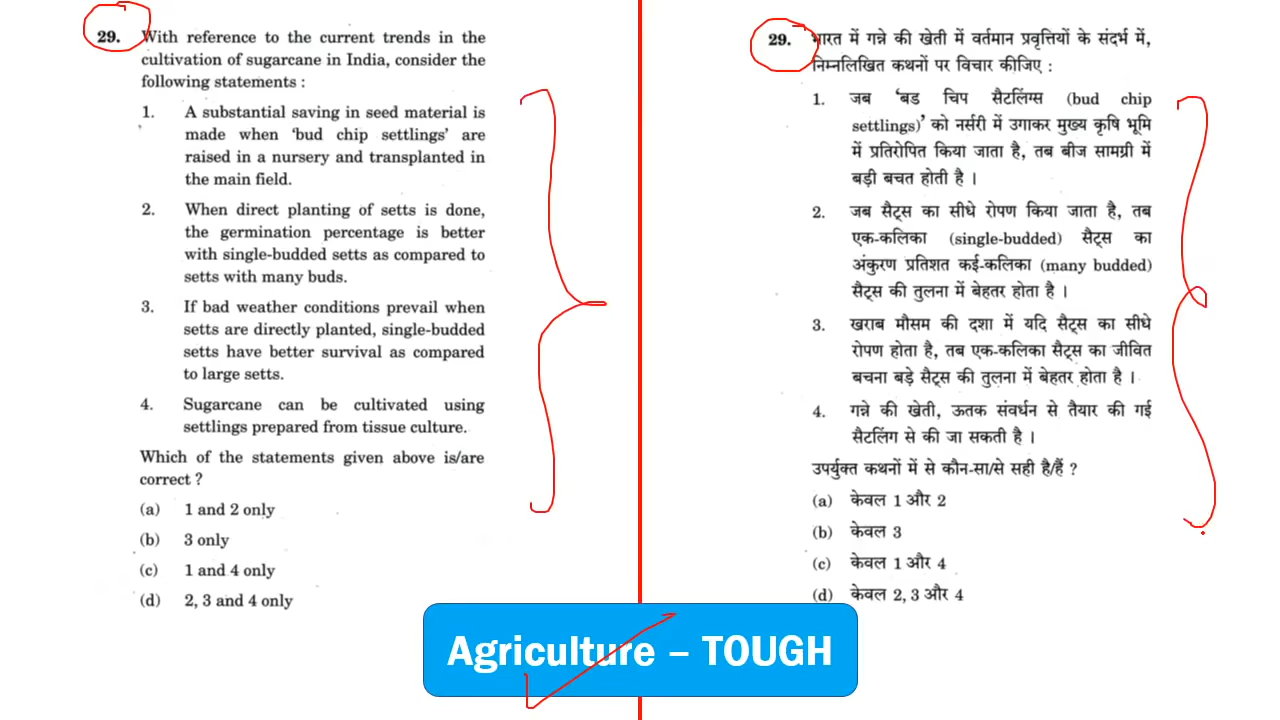 29. With reference to the current trends in the
cultivation of sugarcane in India, consider the
following statements :
1. A substantial saving in seed material is
made when 'bud chip settlings' are
raised in a nursery and transplanted in
the main field.
2. When direct planting of setts is done,
the germination percentage is better
with single-budded setts as compared to
setts with many buds.
3. If bad weather conditions prevail when
setts are directly planted, single-budded
setts have better survival as compared
to large setts.
4. Sugarcane can be cultivated using
settlings prepared from tissue culture.
Which of the statements given above is/are
correct ?
(a) 1 and 2 only
(b) 3 only
(c) 1 and 4 only
(d) 2, 3 and 4 only
29. भारत में गन्ने की खेती में वर्तमान प्रवृत्तियों के संदर्भ में,
निम्नलिखित कथनों पर विचार कीजिए :
1. जब 'बड चिप सैटलिंग्स (bud chip
settlings)' को नर्सरी में उगाकर मुख्य कृषि भूमि
में प्रतिरोपित किया जाता है, तब बीज सामग्री में
बड़ी बचत होती है ।
2. जब सैट्स का सीधे रोपण किया जाता है, तब
एक-कलिका (single-budded) सैट्स का
अंकुरण प्रतिशत कई-कलिका (many budded)
सैट्स की तुलना में बेहतर होता है ।
3. खराब मौसम की दशा में यदि सैट्स का सीधे
रोपण होता है, तब एक-कलिका सैट्स का जीवित
बचना बड़े सैट्स की तुलना में बेहतर होता है ।
4. गन्ने की खेती, ऊतक संवर्धन से तैयार की गई
सैटलिंग से की जा सकती है ।
उपर्युक्त कथनों में से कौन-सा/से सही है/हैं ?
(a) केवल 1 और 2
(b) केवल 3
(c) केवल 1 और 4
(d) केवल 2, 3 और 4
Agriculture – TOUGH